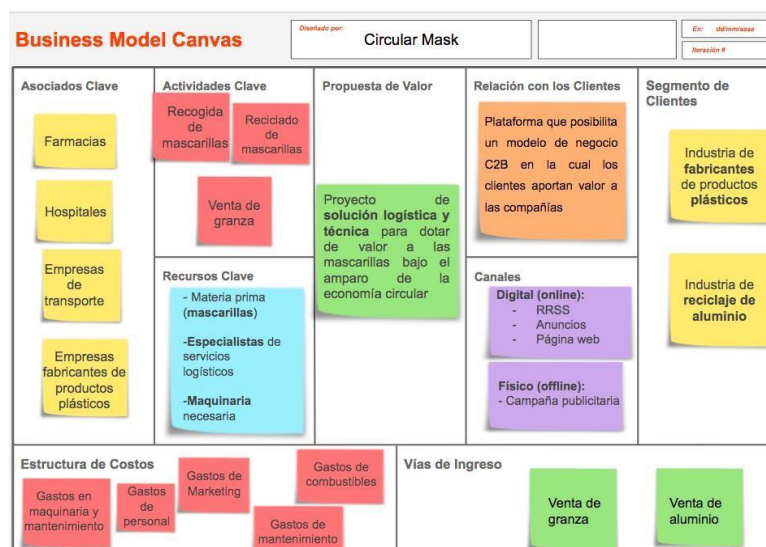 Business Model Canvas
Diseñado por:
Circular Mask
En: dd/mm/aaaa
Iteración #
Asociados Clave
Farmacias
Hospitales
Empresas
de
transporte
Empresas
fabricantes de
productos
plásticos
Actividades Clave
Recogida
de
mascarillas
Reciclado
de
mascarillas
Venta de
granza
Recursos Clave
- Materia prima
(mascarillas)
-Especialistas de
servicios
logísticos
-Maquinaria
necesaria
Propuesta de Valor
Proyecto de
solución logística y
técnica para dotar
de valor a las
mascarillas bajo el
amparo de la
economía circular
Relación con los Clientes
Plataforma que posibilita
un modelo de negocio
C2B en la cual los
clientes aportan valor a
las compañías
Canales
Digital (online):
- RRSS
- Anuncios
- Página web
Físico (offline):
- Campaña publicitaria
Segmento de
Clientes
Industria de
fabricantes
de productos
plásticos
Industria de
reciclaje de
aluminio
Estructura de Costos
Gastos en
maquinaria y
mantenimiento
Gastos
de
personal
Gastos de
Marketing
Gastos de
combustibles
Gastos de
mantenimiento
Vías de Ingreso
Venta de
granza
Venta de
aluminio